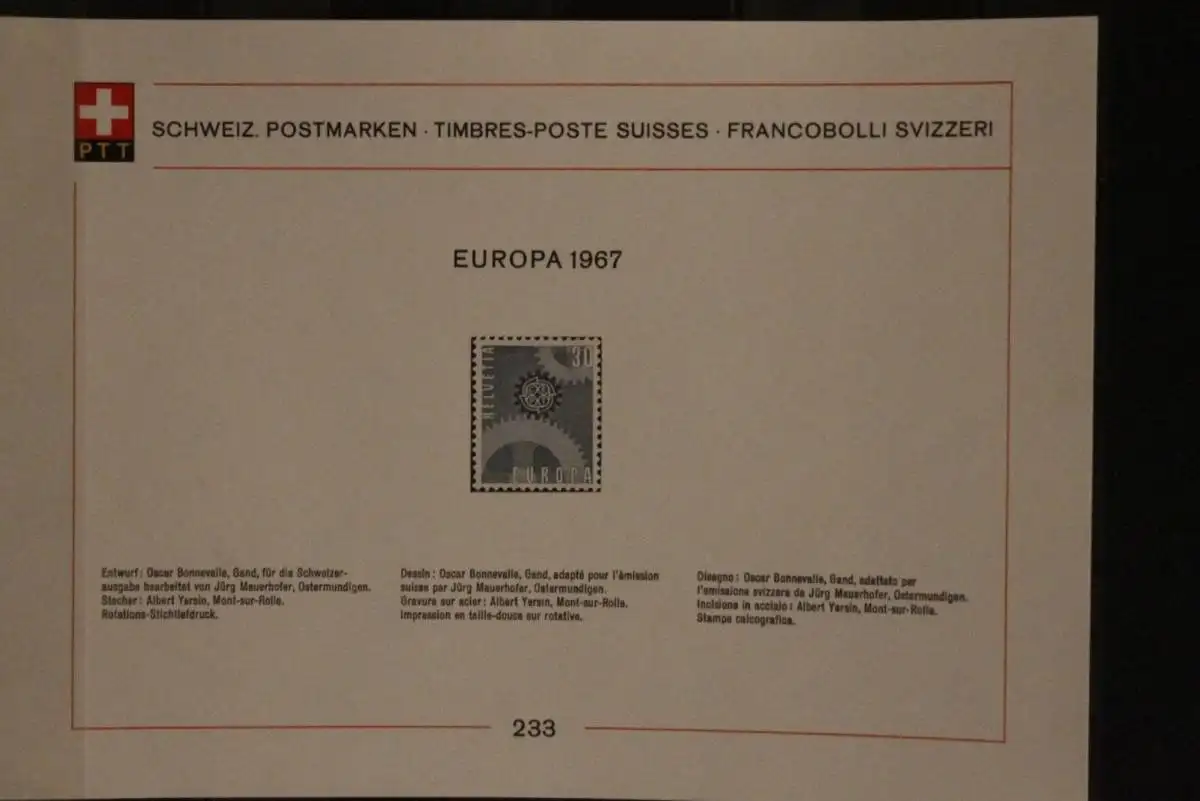 PTT
SCHWEIZ. POSTMARKEN · TIMBRES-POSTE SUISSES · FRANCOBOLLI SVIZZERI
EUROPA 1967
HELVETIA
30
EUROPA
Entwurf: Oscar Bonnevalle, Gand, für die Schweizer-
ausgabe bearbeitet von Jürg Mauerhofer, Ostermundigen.
Stecher: Albert Yersin, Mont-sur-Rolle.
Rotations-Stichtiefdruck.
Dessin: Oscar Bonnevalle, Gand, adapté pour l'émission
suisse par Jürg Mauerhofer, Ostermundigen.
Gravure sur acier: Albert Yersin, Mont-sur-Rolle.
Impression en taille-douce sur rotative.
Disegno: Oscar Bonnevalle, Gand, adattato per
l'emissione svizzera da Jürg Mauerhofer, Ostermundigen.
Incisione in acciaio: Albert Yersin, Mont-sur-Rolle.
Stampa calcografica.
233